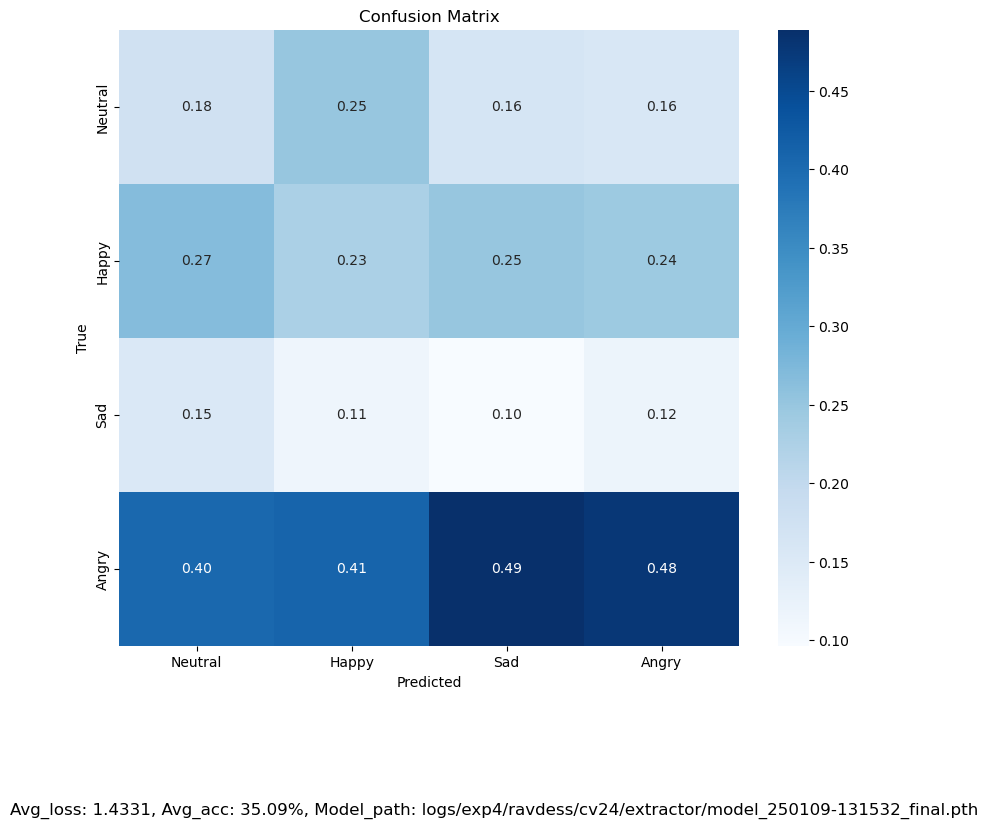 Confusion Matrix
Neutral 0.18 0.25 0.16 0.16 0.45
0.40
Happy 0.27 0.23 0.25 0.24 0.35
True 0.30
0.25
Sad 0.15 0.11 0.10 0.12 0.20
0.15
Angry 0.40 0.41 0.49 0.48
0.10
Neutral Happy Sad Angry
Predicted
Avg_loss: 1.4331, Avg_acc: 35.09%, Model_path: logs/exp4/ravdess/cv24/extractor/model_250109-131532_final.pth